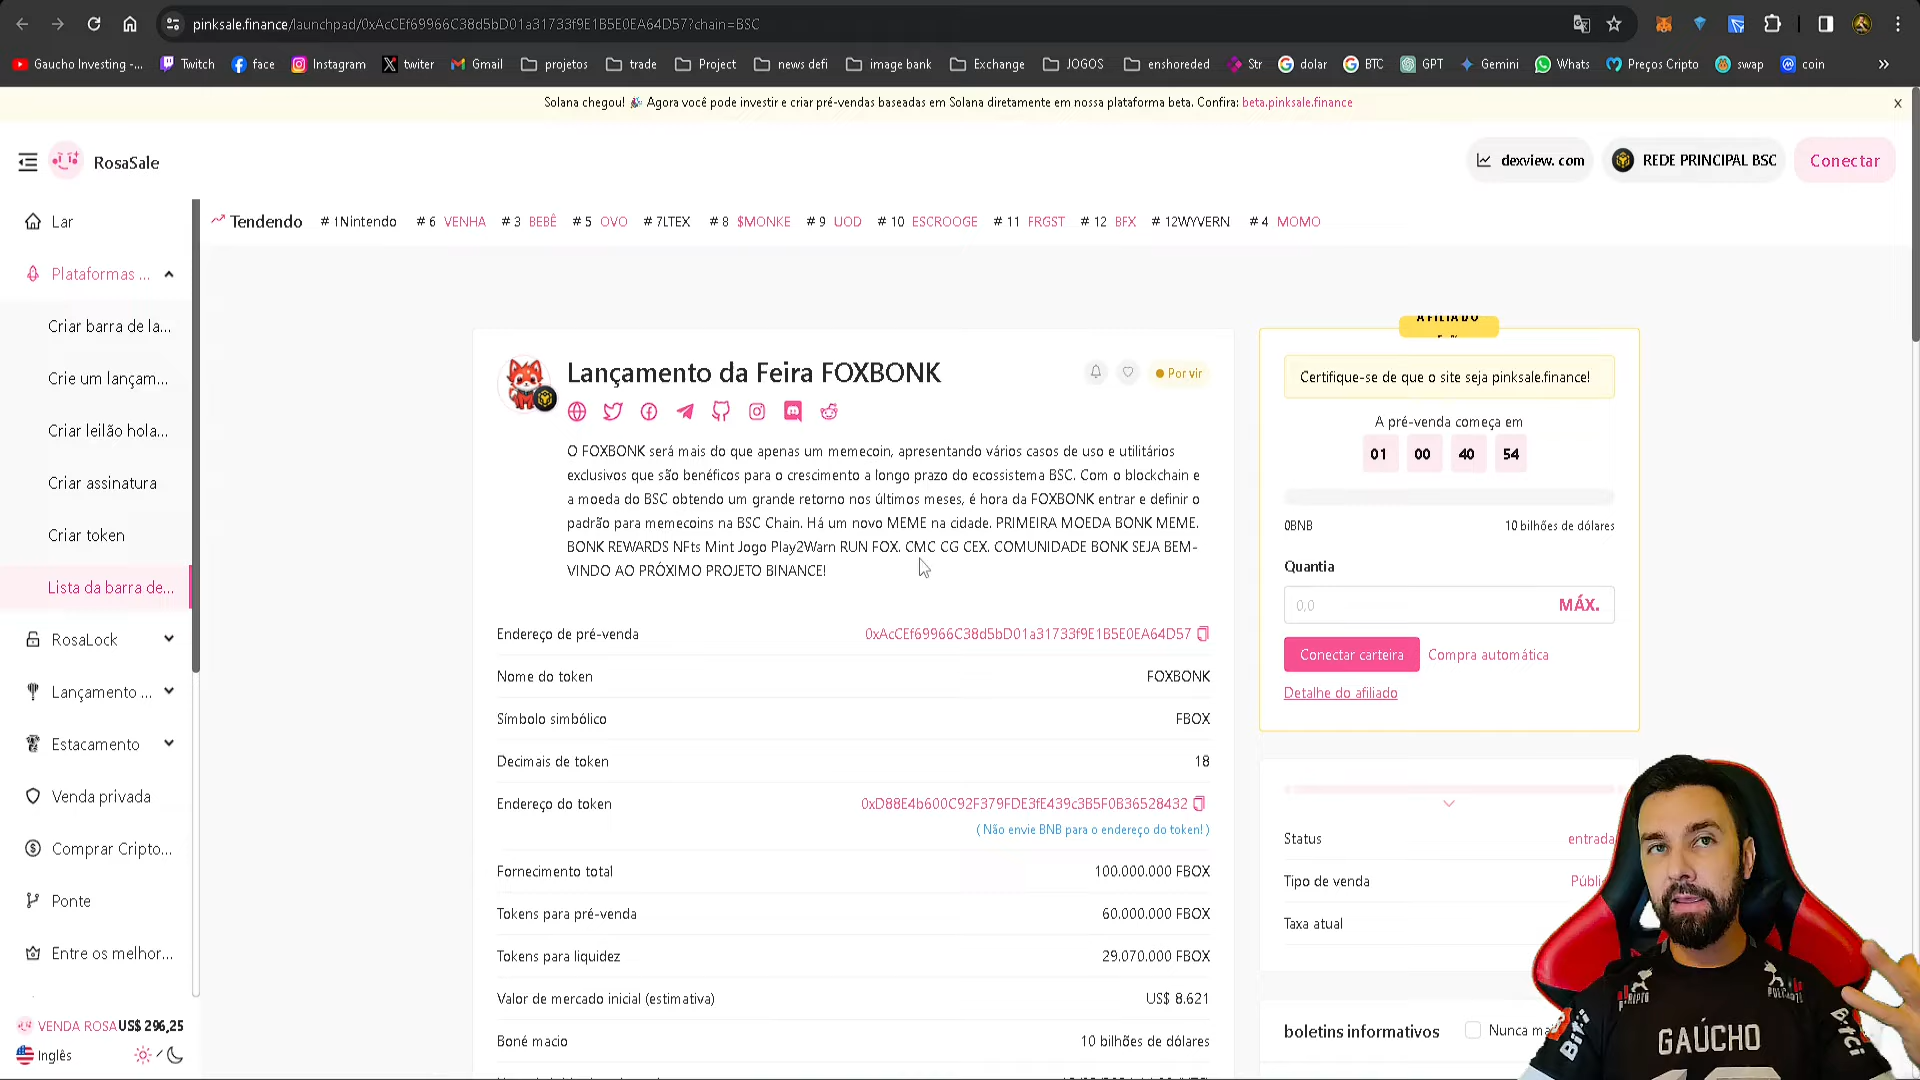 pinksale.finance/launchpad/0xAcCEf69966C38d5bD01a31733f9E1B5E0EA64D57?chain=BSC
Gaucho Investing -...
Twitch
face
Instagram
twiter
Gmail
projetos
trade
Project
news defi
image bank
Exchange
JOGOS
enshoreded
Str
dolar
BTC
GPT
Gemini
Whats
Preços Cripto
swap
coin
Solana chegou! 🎉 Agora você pode investir e criar pré-vendas baseadas em Solana diretamente em nossa plataforma beta. Confira: beta.pinksale.finance
RosaSale
dexview. com
REDE PRINCIPAL BSC
Conectar
Tendendo
# 1Nintendo
# 6 VENHA
# 3 BEBÊ
# 5 OVO
# 7LTEX
# 8 $MONKE
# 9 UOD
# 10 ESCROOGE
# 11 FRGST
# 12 BFX
# 12WYVERN
# 4 MOMO
Lar
Plataformas ...
Criar barra de la...
Crie um lançam...
Criar leilão hola...
Criar assinatura
Criar token
Lista da barra de...
RosaLock
Lançamento ...
Estacamento
Venda privada
Comprar Cripto...
Ponte
Entre os melhor...
VENDA ROSA US$ 296,25
Inglês
Lançamento da Feira FOXBONK
Por vir
O FOXBONK será mais do que apenas um memecoin, apresentando vários casos de uso e utilitários
exclusivos que são benéficos para o crescimento a longo prazo do ecossistema BSC. Com o blockchain e
a moeda do BSC obtendo um grande retorno nos últimos meses, é hora da FOXBONK entrar e definir o
padrão para memecoins na BSC Chain. Há um novo MEME na cidade. PRIMEIRA MOEDA BONK MEME.
BONK REWARDS NFts Mint Jogo Play2Warn RUN FOX. CMC CG CEX. COMUNIDADE BONK SEJA BEM-
VINDO AO PRÓXIMO PROJETO BINANCE!
Endereço de pré-venda
0xAcCEf69966C38d5bD01a31733f9E1B5E0EA64D57
Nome do token
FOXBONK
Símbolo simbólico
FBOX
Decimais de token
18
Endereço do token
0xD88E4b600C92F379FDE3fE439c3B5F0B36528432
( Não envie BNB para o endereço do token! )
Fornecimento total
100.000.000 FBOX
Tokens para pré-venda
60.000.000 FBOX
Tokens para liquidez
29.070.000 FBOX
Valor de mercado inicial (estimativa)
US$ 8.621
Boné macio
10 bilhões de dólares
AFILIADO
Certifique-se de que o site seja pinksale.finance!
A pré-venda começa em
01 00 40 54
0BNB
10 bilhões de dólares
Quantia
0,0
MÁX.
Conectar carteira
Compra automática
Detalhe do afiliado
Status
entrada
Tipo de venda
Públi
Taxa atual
boletins informativos
Nunca mai
Bitci
GAÚCHO
Bitci